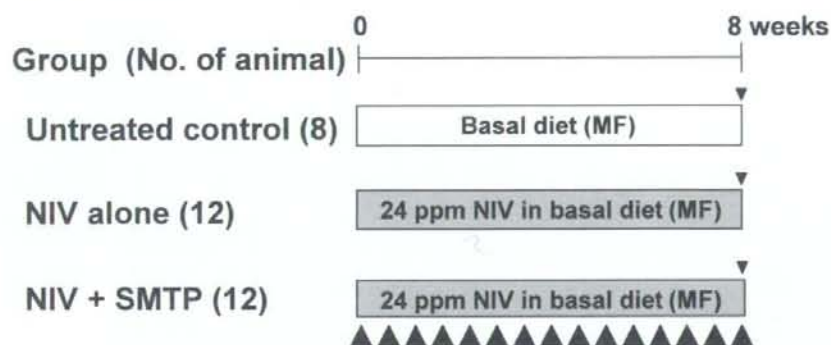 0 8 weeks
Group (No. of animal)
Untreated control (8) Basal diet (MF)
NIV alone (12) 24 ppm NIV in basal diet (MF)
NIV + SMTP (12) 24 ppm NIV in basal diet (MF)